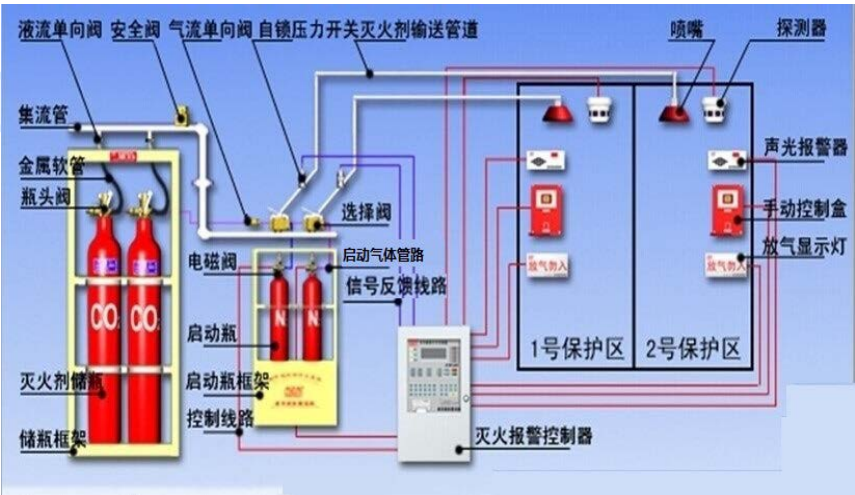 液流单向阀 安全阀 气流单向阀 自锁压力开关 灭火剂输送管道 喷嘴 探测器
集流管
声光报警器
金属软管
瓶头阀
选择阀
手动控制盒
放气显示灯
电磁阀
启动气体管路
放气勿入
放气勿入
信号反馈线路
CO₂
CO₂
N
N
启动瓶
1号保护区
2号保护区
灭火剂储瓶
启动瓶框架
控制线路
储瓶框架
灭火报警控制器